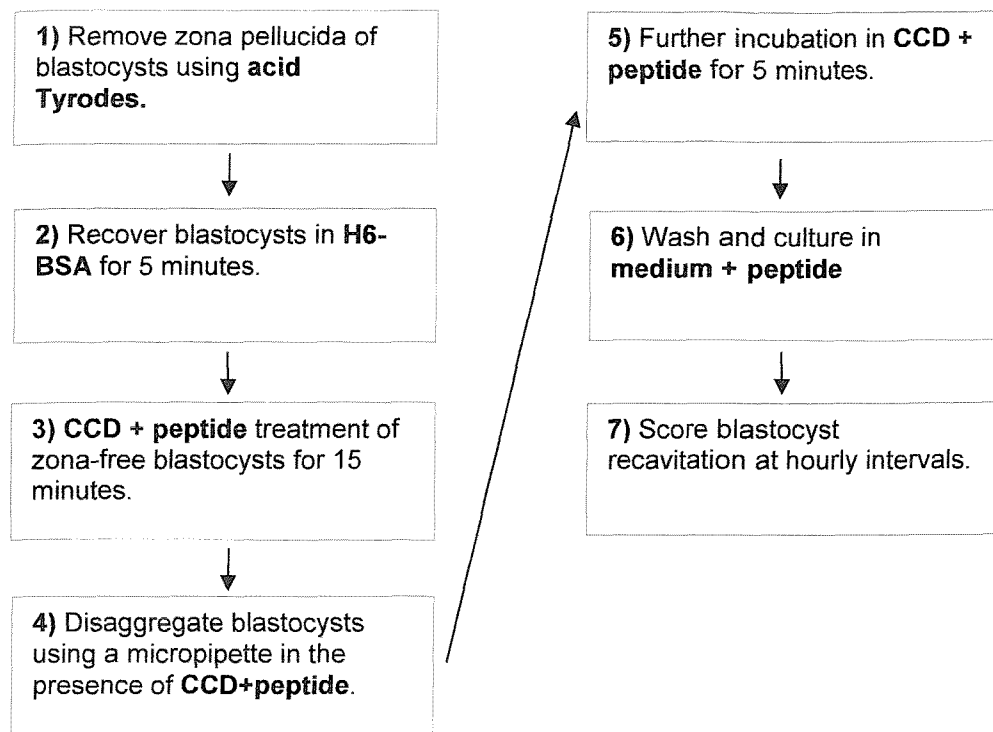 1) Remove zona pellucida of
blastocysts using acid
Tyrodes.
2) Recover blastocysts in H6-
BSA for 5 minutes.
3) CCD + peptide treatment of
zona-free blastocysts for 15
minutes.
4) Disaggregate blastocysts
using a micropipette in the
presence of CCD+peptide.
5) Further incubation in CCD +
peptide for 5 minutes.
6) Wash and culture in
medium + peptide
7) Score blastocyst
recavitation at hourly intervals.